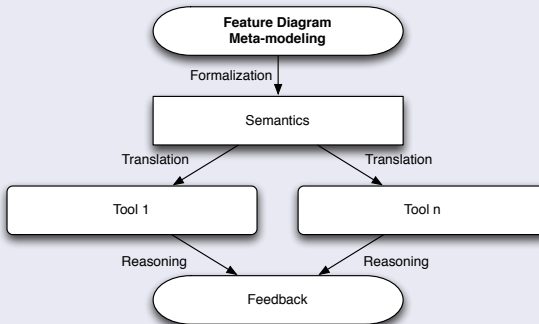 Feature Diagram
Meta-modeling
Formalization
Semantics
Translation
Translation
Tool 1
Tool n
Reasoning
Reasoning
Feedback